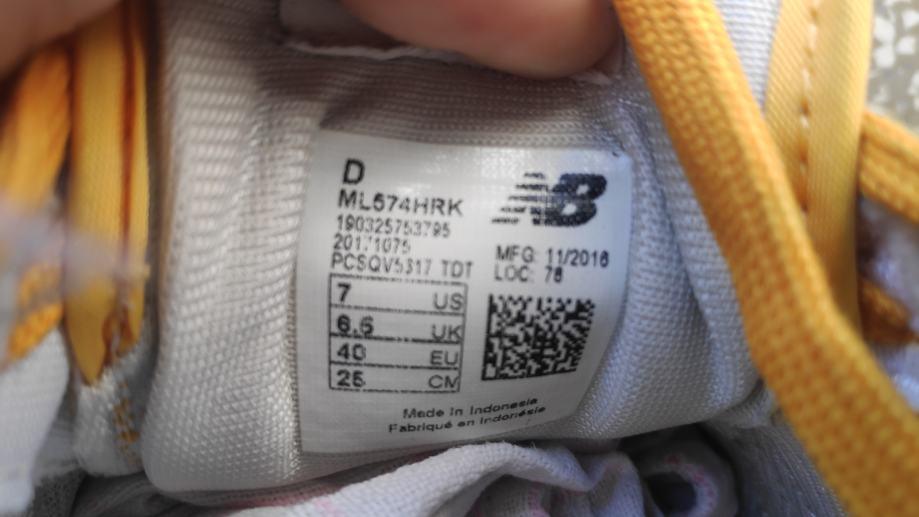 D
ML574HRK
190325753795
20171075
PCSQV5317 TDT
NB
MFG: 11/2016
LOC: 78
7 US
6.5 UK
40 EU
25 CM
Made in Indonesia
Fabriqué en Indonésie